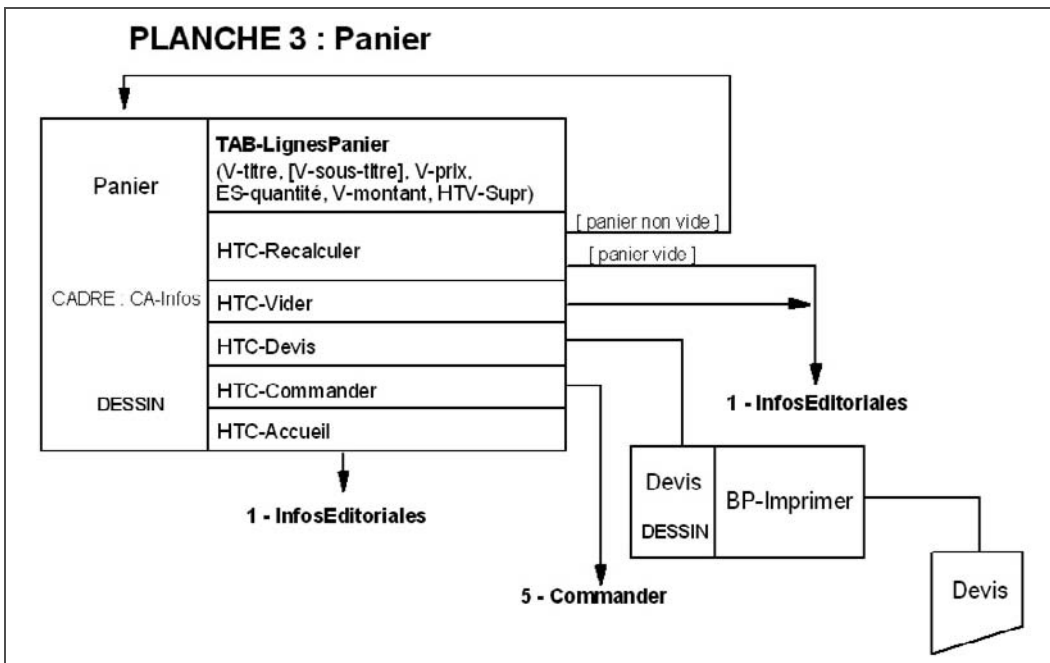 PLANCHE 3 : Panier
Panier
TAB-LignesPanier
(V-titre, [V-sous-titre], V-prix,
ES-quantité, V-montant, HTV-Supr)
[ panier non vide ]
HTC-Recalculer
[ panier vide ]
CADRE : CA-Infos
HTC-Vider
HTC-Devis
DESSIN
HTC-Commander
HTC-Accueil
1 - InfosEditoriales
1 - InfosEditoriales
Devis
DESSIN
BP-Imprimer
5 - Commander
Devis